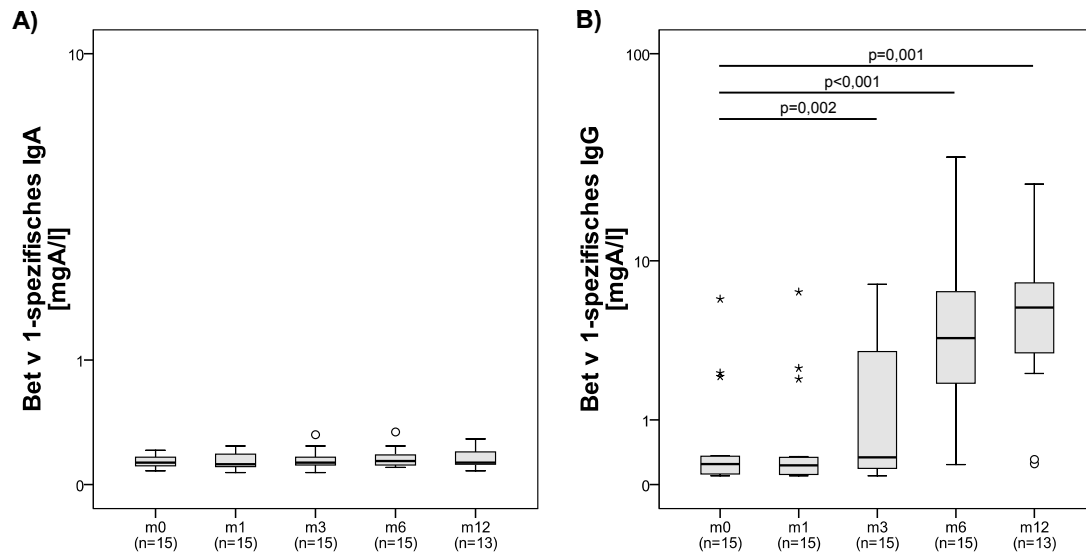 A)
Bet v 1-spezifisches IgA
[mgA/l]
10
1
0
m0
(n=15)
m1
(n=15)
m3
(n=15)
m6
(n=15)
m12
(n=13)
B)
Bet v 1-spezifisches IgG
[mgA/l]
100
10
1
0
p=0,001
p<0,001
p=0,002
m0
(n=15)
m1
(n=15)
m3
(n=15)
m6
(n=15)
m12
(n=13)